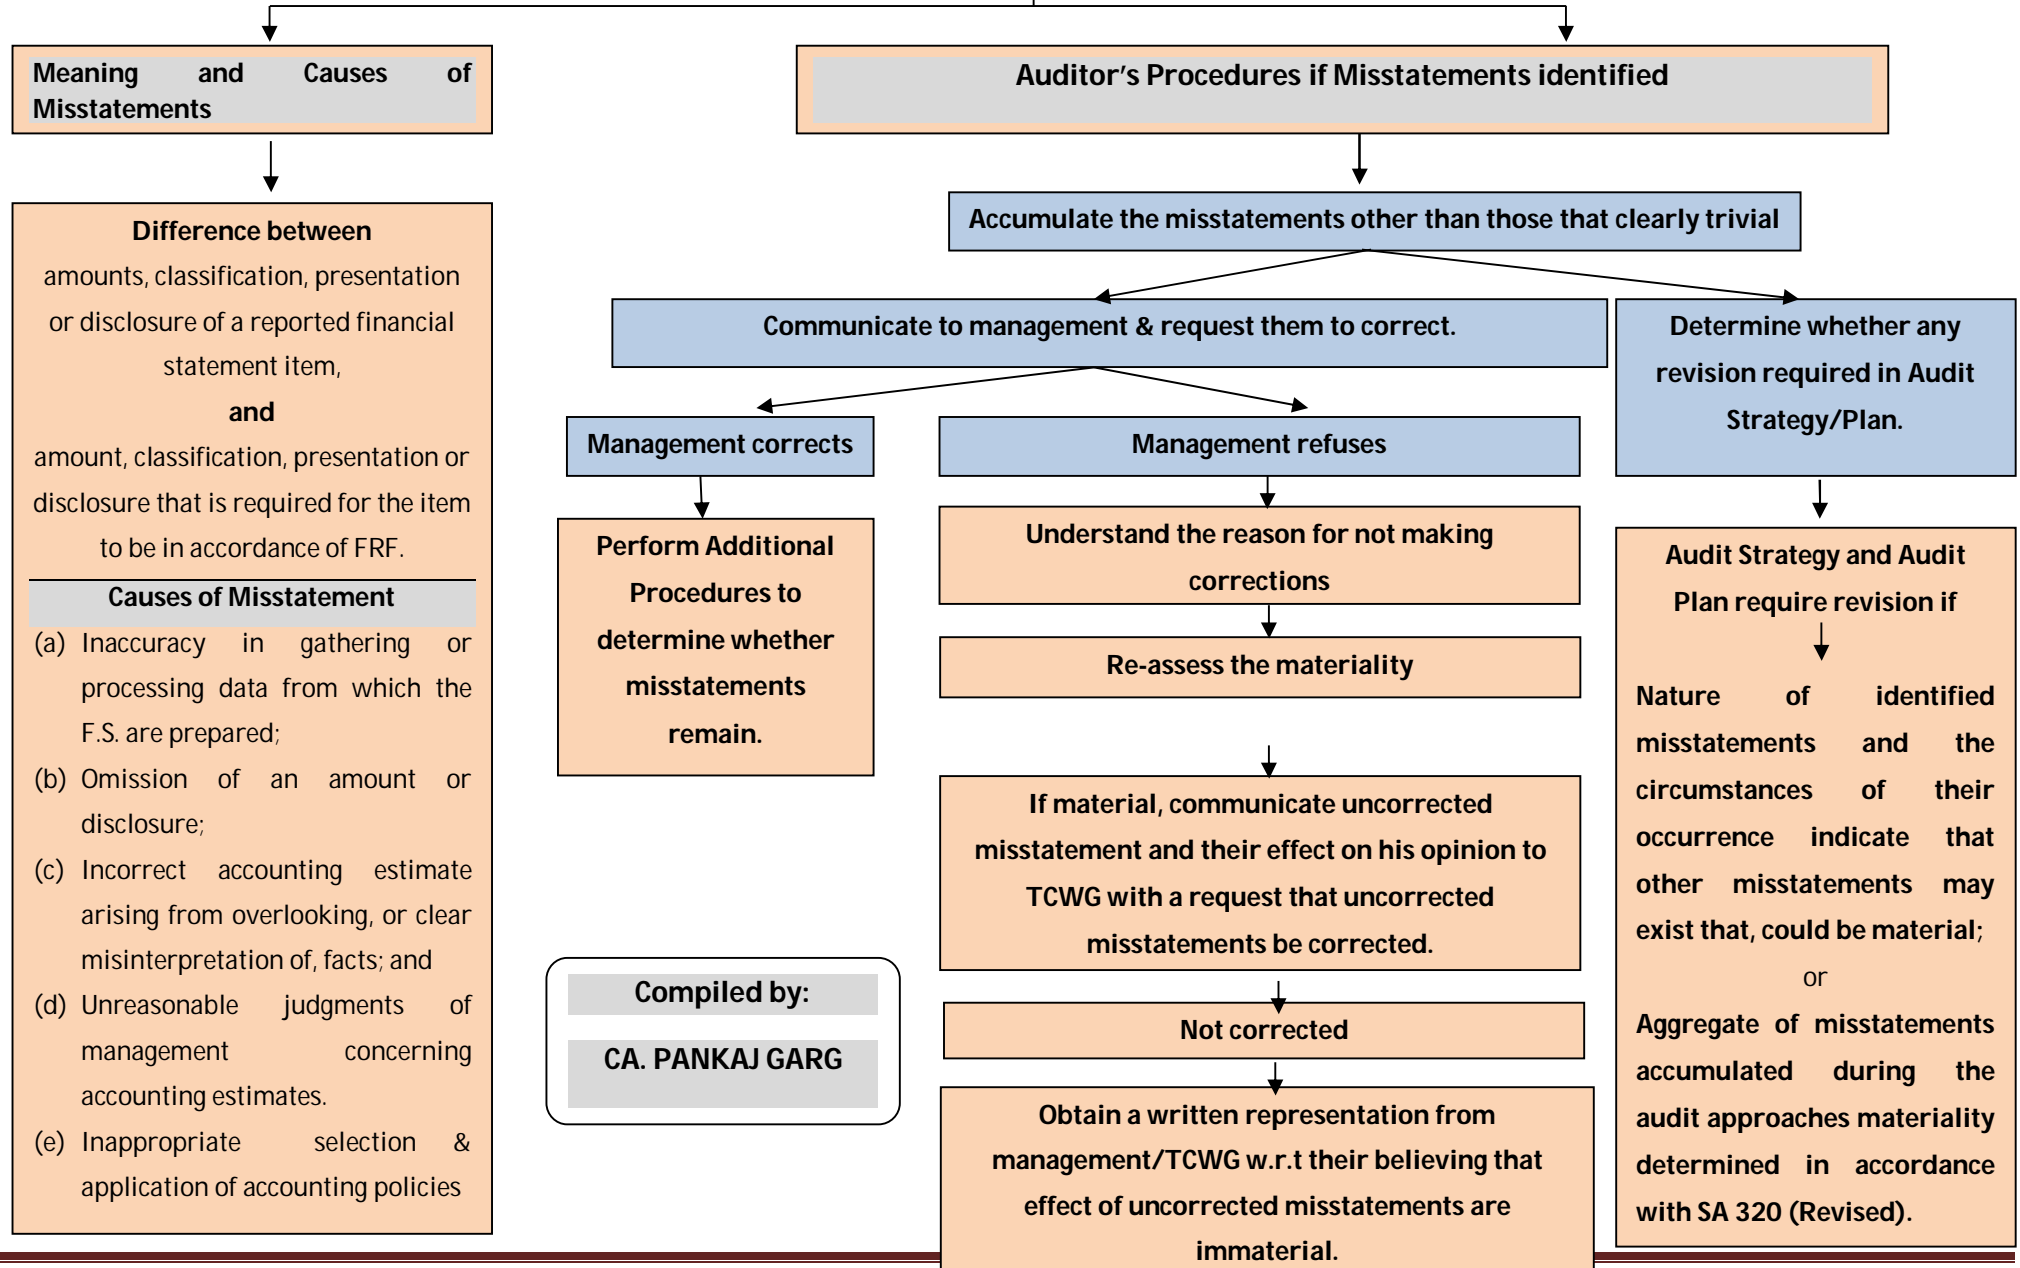 Meaning and Causes of
Misstatements
Difference between
amounts, classification, presentation
or disclosure of a reported financial
statement item,
and
amount, classification, presentation or
disclosure that is required for the item
to be in accordance of FRF.
Causes of Misstatement
(a) Inaccuracy in gathering or
processing data from which the
F.S. are prepared;
(b) Omission of an amount or
disclosure;
(c) Incorrect accounting estimate
arising from overlooking, or clear
misinterpretation of, facts; and
(d) Unreasonable judgments of
management concerning
accounting estimates.
(e) Inappropriate selection &
application of accounting policies
Auditor's Procedures if Misstatements identified
Accumulate the misstatements other than those that clearly trivial
Communicate to management & request them to correct.
Management corrects
Perform Additional
Procedures to
determine whether
misstatements
remain.
Management refuses
Understand the reason for not making
corrections
Re-assess the materiality
If material, communicate uncorrected
misstatement and their effect on his opinion to
TCWG with a request that uncorrected
misstatements be corrected.
Not corrected
Obtain a written representation from
management/TCWG w.r.t their believing that
effect of uncorrected misstatements are
immaterial.
Determine whether any
revision required in Audit
Strategy/Plan.
Audit Strategy and Audit
Plan require revision if
Nature of identified
misstatements and the
circumstances of their
occurrence indicate that
other misstatements may
exist that, could be material;
or
Aggregate of misstatements
accumulated during the
audit approaches materiality
determined in accordance
with SA 320 (Revised).
Compiled by:
CA. PANKAJ GARG